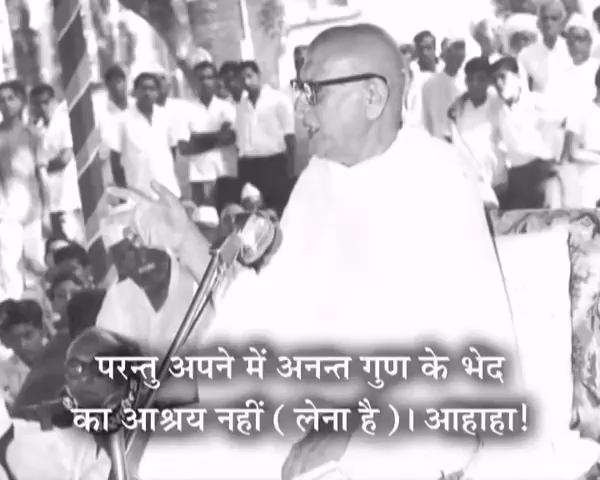 परन्तु अपने में अनन्त गुण के भेद
का आश्रय नहीं ( लेना है )। आहाहा!